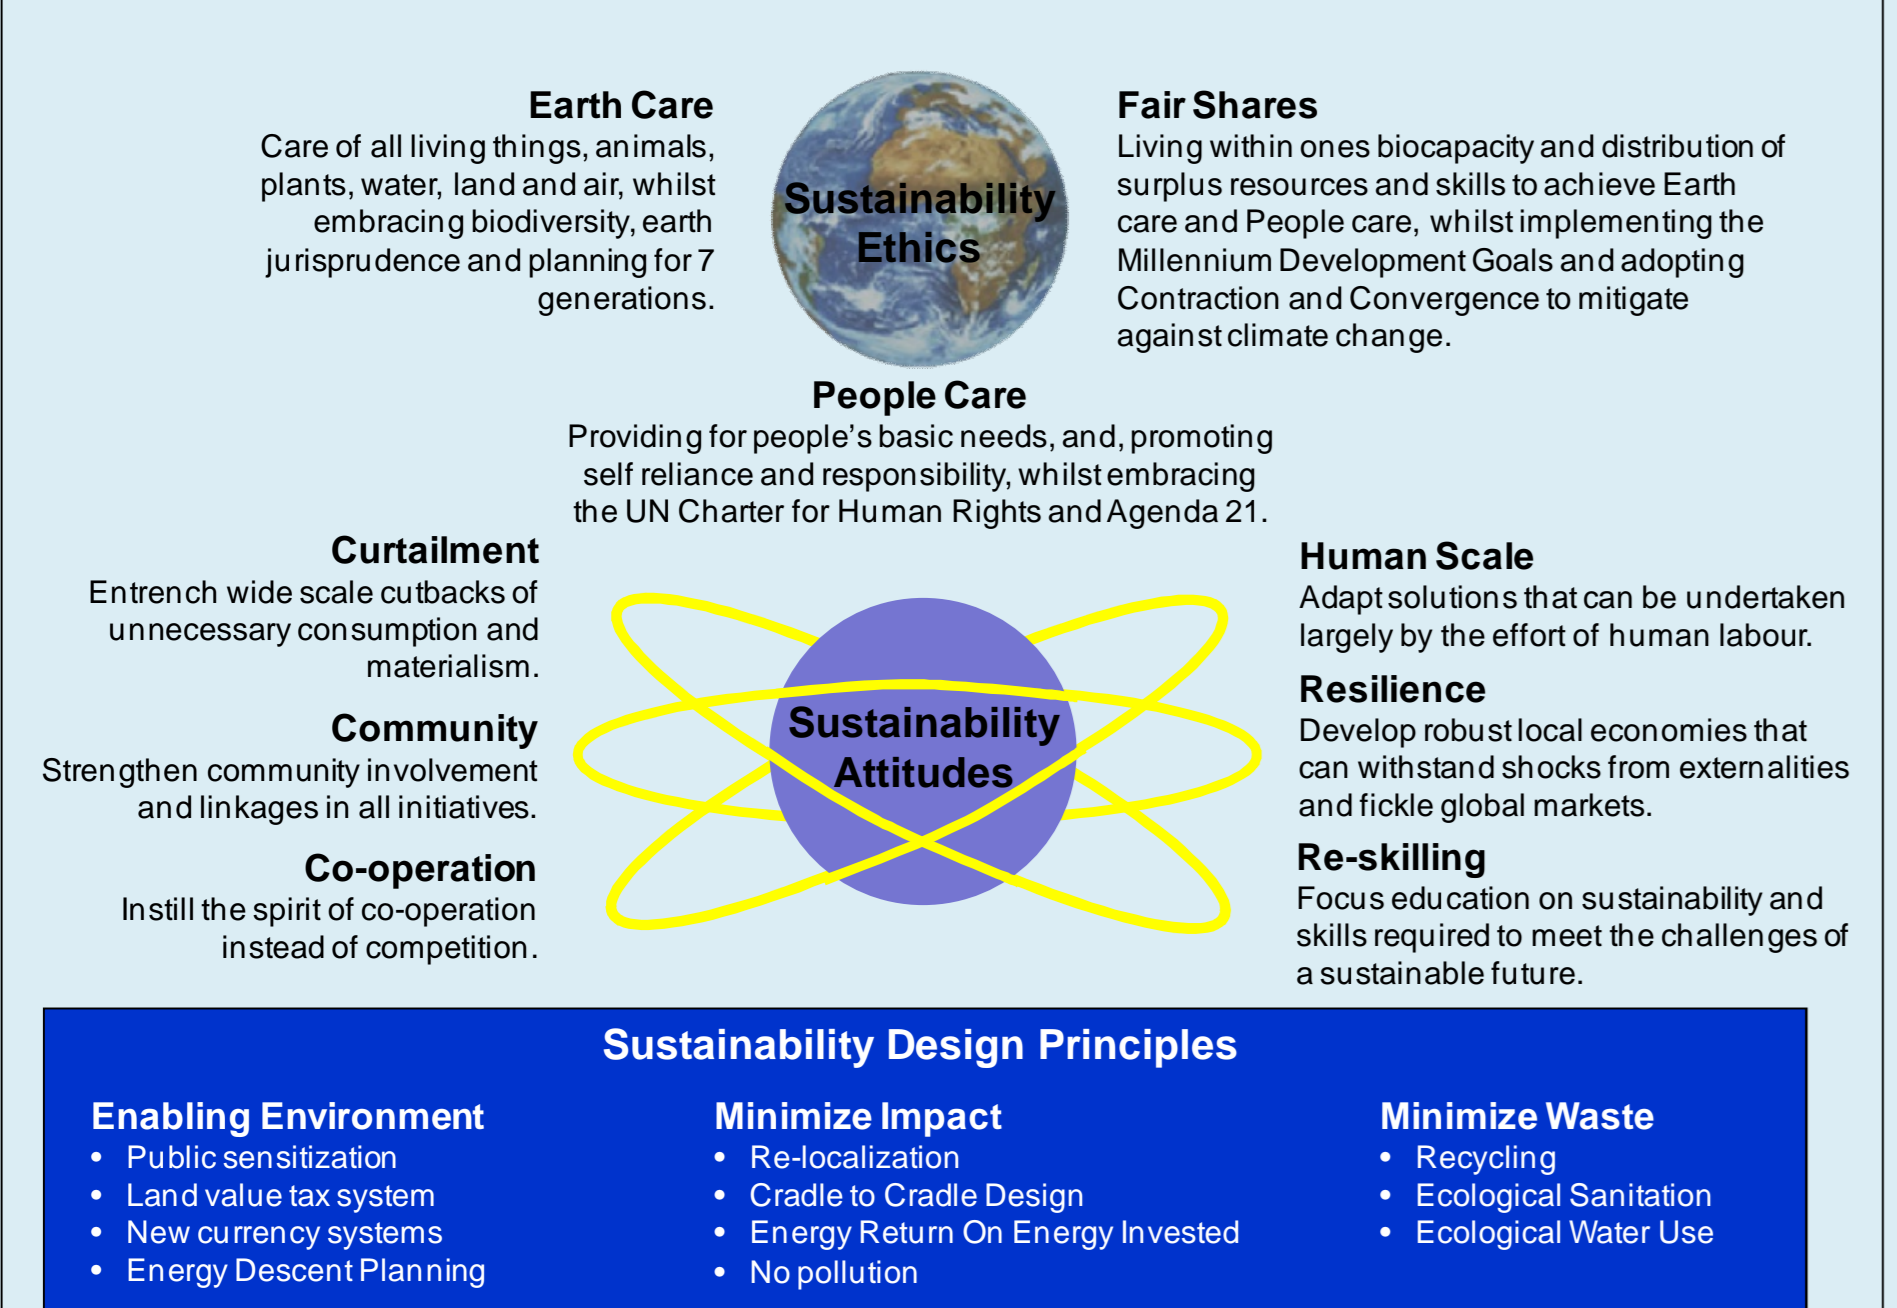 Earth Care
Care of all living things, animals,
plants, water, land and air, whilst
embracing biodiversity, earth
jurisprudence and planning for 7
generations.
Sustainability
Ethics
Fair Shares
Living within ones biocapacity and distribution of
surplus resources and skills to achieve Earth
care and People care, whilst implementing the
Millennium Development Goals and adopting
Contraction and Convergence to mitigate
against climate change.
People Care
Providing for people's basic needs, and, promoting
self reliance and responsibility, whilst embracing
the UN Charter for Human Rights and Agenda 21.
Curtailment
Entrench wide scale cutbacks of
unnecessary consumption and
materialism.
Community
Strengthen community involvement
and linkages in all initiatives.
Co-operation
Instill the spirit of co-operation
instead of competition.
Sustainability
Attitudes
Human Scale
Adapt solutions that can be undertaken
largely by the effort of human labour.
Resilience
Develop robust local economies that
can withstand shocks from externalities
and fickle global markets.
Re-skilling
Focus education on sustainability and
skills required to meet the challenges of
a sustainable future.
Sustainability Design Principles
Enabling Environment
• Public sensitization
• Land value tax system
• New currency systems
• Energy Descent Planning
Minimize Impact
• Re-localization
• Cradle to Cradle Design
• Energy Return On Energy Invested
• No pollution
Minimize Waste
• Recycling
• Ecological Sanitation
• Ecological Water Use